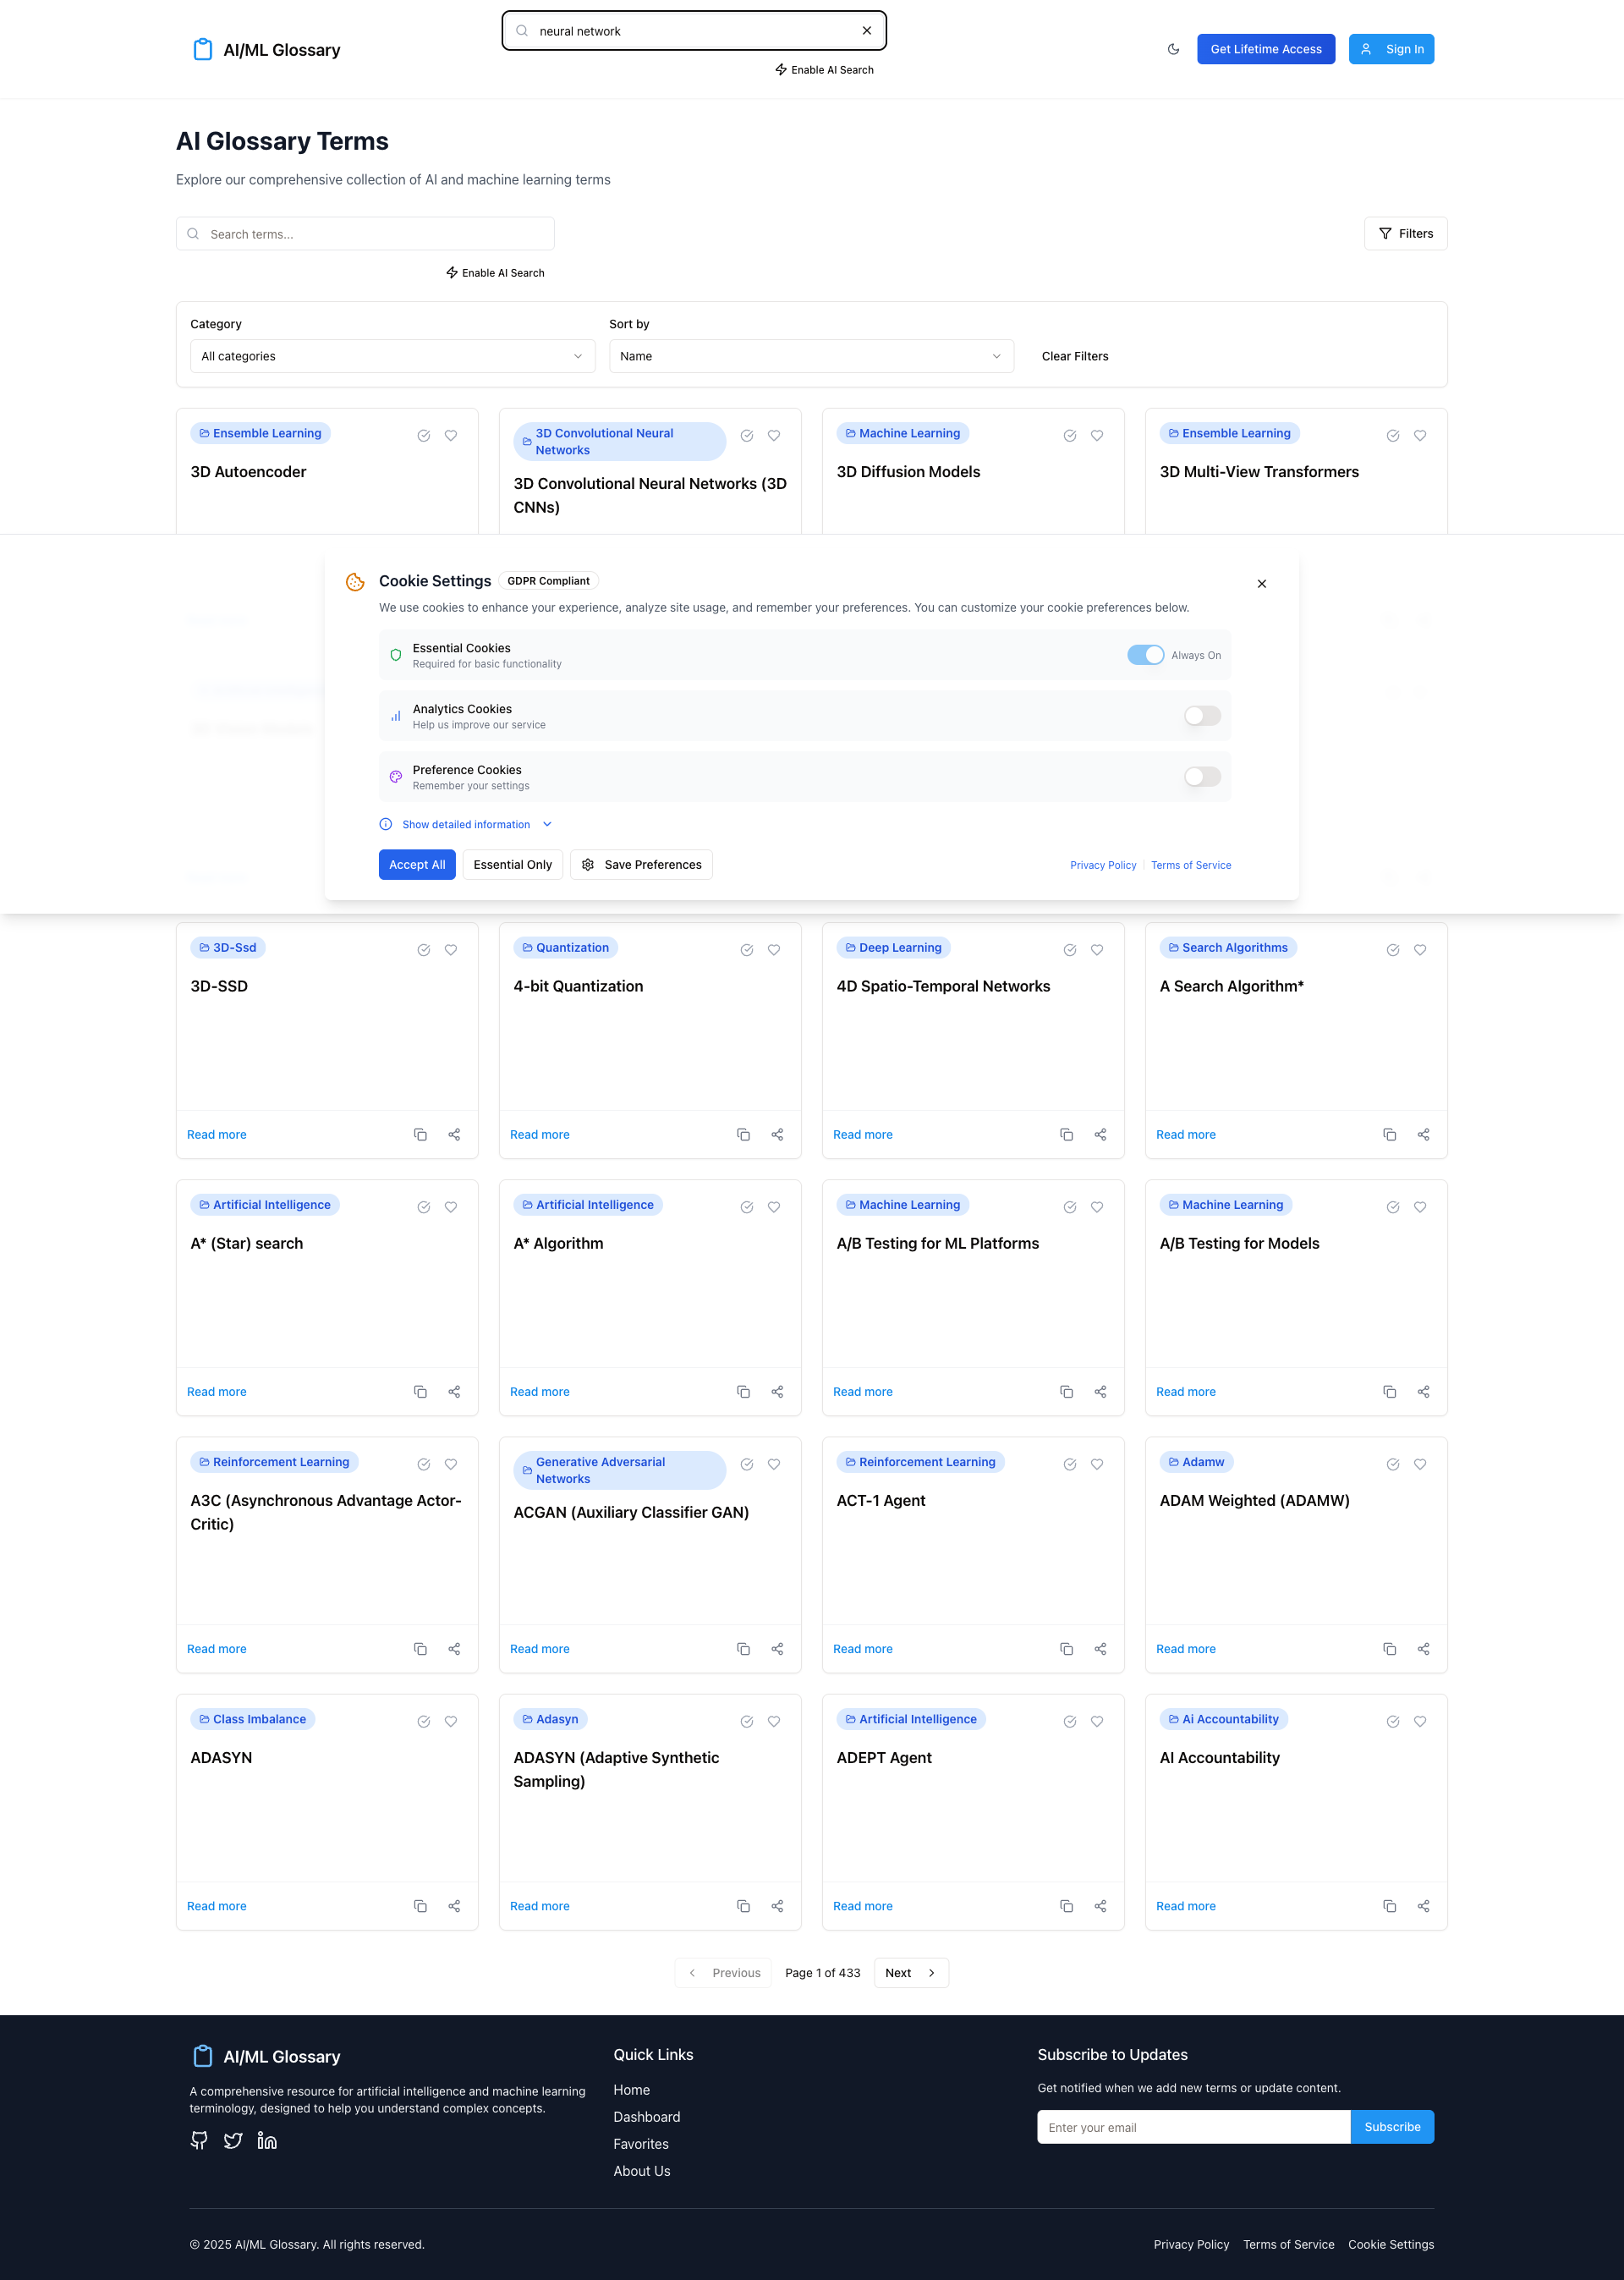 AI/ML Glossary
neural network
Enable AI Search
Get Lifetime Access
Sign In
AI Glossary Terms
Explore our comprehensive collection of AI and machine learning terms
Search terms...
Filters
Enable AI Search
Category
Sort by
All categories
Name
Clear Filters
Ensemble Learning
3D Autoencoder
3D Convolutional Neural
Networks
3D Convolutional Neural Networks (3D
CNNs)
Machine Learning
3D Diffusion Models
Ensemble Learning
3D Multi-View Transformers
Cookie Settings
GDPR Compliant
We use cookies to enhance your experience, analyze site usage, and remember your preferences. You can customize your cookie preferences below.
Essential Cookies
Required for basic functionality
Always On
Analytics Cookies
Help us improve our service
Preference Cookies
Remember your settings
Show detailed information
Accept All
Essential Only
Save Preferences
Privacy Policy
Terms of Service
3D-Ssd
3D-SSD
Read more
Quantization
4-bit Quantization
Read more
Deep Learning
4D Spatio-Temporal Networks
Read more
Search Algorithms
A Search Algorithm*
Read more
Artificial Intelligence
A* (Star) search
Read more
Artificial Intelligence
A* Algorithm
Read more
Machine Learning
A/B Testing for ML Platforms
Read more
Machine Learning
A/B Testing for Models
Read more
Reinforcement Learning
A3C (Asynchronous Advantage Actor-
Critic)
Read more
Generative Adversarial
Networks
ACGAN (Auxiliary Classifier GAN)
Read more
Reinforcement Learning
ACT-1 Agent
Read more
Adamw
ADAM Weighted (ADAMW)
Read more
Class Imbalance
ADASYN
Read more
Adasyn
ADASYN (Adaptive Synthetic
Sampling)
Read more
Artificial Intelligence
ADEPT Agent
Read more
Ai Accountability
AI Accountability
Read more
Previous
Page 1 of 433
Next
AI/ML Glossary
A comprehensive resource for artificial intelligence and machine learning
terminology, designed to help you understand complex concepts.
Quick Links
Home
Dashboard
Favorites
About Us
Subscribe to Updates
Get notified when we add new terms or update content.
Enter your email
Subscribe
© 2025 AI/ML Glossary. All rights reserved.
Privacy Policy
Terms of Service
Cookie Settings